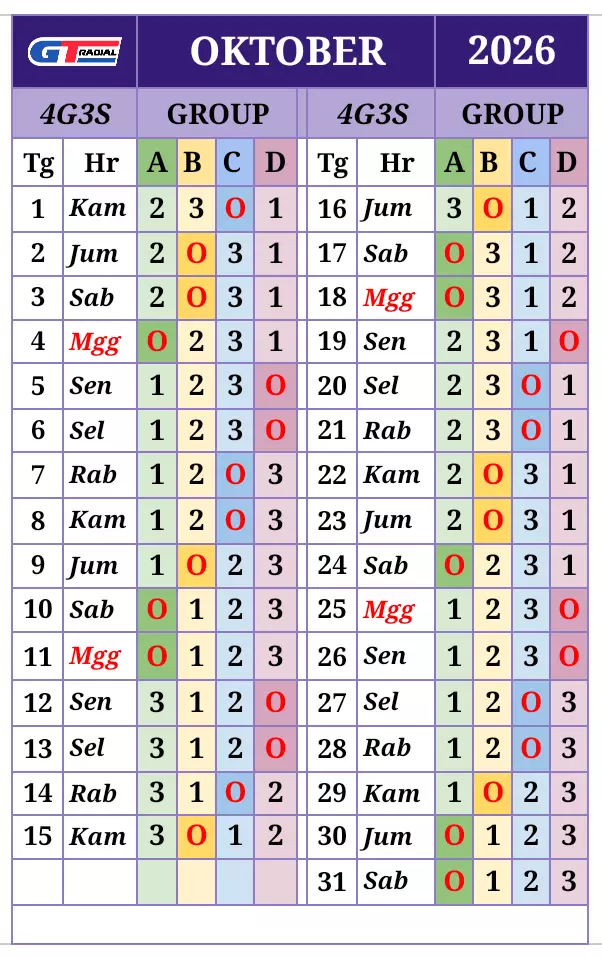 GT RADIAL OKTOBER 2026
4G3S GROUP 4G3S GROUP
Tg Hr A B C D Tg Hr A B C D
1 Kam 2 3 O 1 16 Jum 3 O 1 2
2 Jum 2 O 3 1 17 Sab O 3 1 2
3 Sab 2 O 3 1 18 Mgg O 3 1 2
4 Mgg O 2 3 1 19 Sen 2 3 1 O
5 Sen 1 2 3 O 20 Sel 2 3 O 1
6 Sel 1 2 3 O 21 Rab 2 3 O 1
7 Rab 1 2 O 3 22 Kam 2 O 3 1
8 Kam 1 2 O 3 23 Jum 2 O 3 1
9 Jum 1 O 2 3 24 Sab O 2 3 1
10 Sab O 1 2 3 25 Mgg 1 2 3 O
11 Mgg O 1 2 3 26 Sen 1 2 3 O
12 Sen 3 1 2 O 27 Sel 1 2 O 3
13 Sel 3 1 2 O 28 Rab 1 2 O 3
14 Rab 3 1 O 2 29 Kam 1 O 2 3
15 Kam 3 O 1 2 30 Jum O 1 2 3
31 Sab O 1 2 3